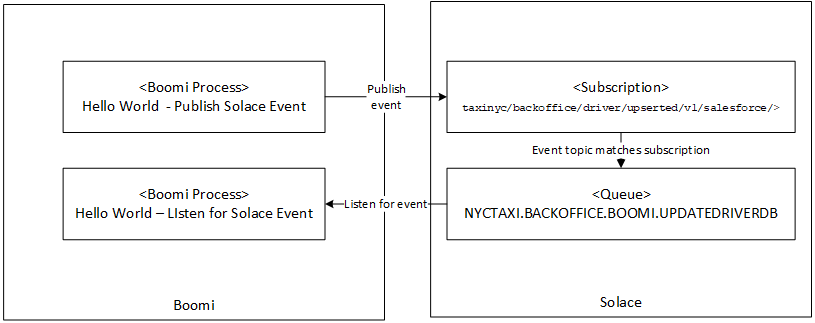 <Boomi Process>
Hello World  - Publish Solace Event
Publish
event
<Subscription>
taxinyc/backoffice/driver/upserted/v1/salesforce/>
Event topic matches subscription
<Boomi Process>
Hello World – LIsten for Solace Event
Listen for event
<Queue>
NYCTAXI.BACKOFFICE.BOOMI.UPDATEDRIVERDB
Boomi
Solace